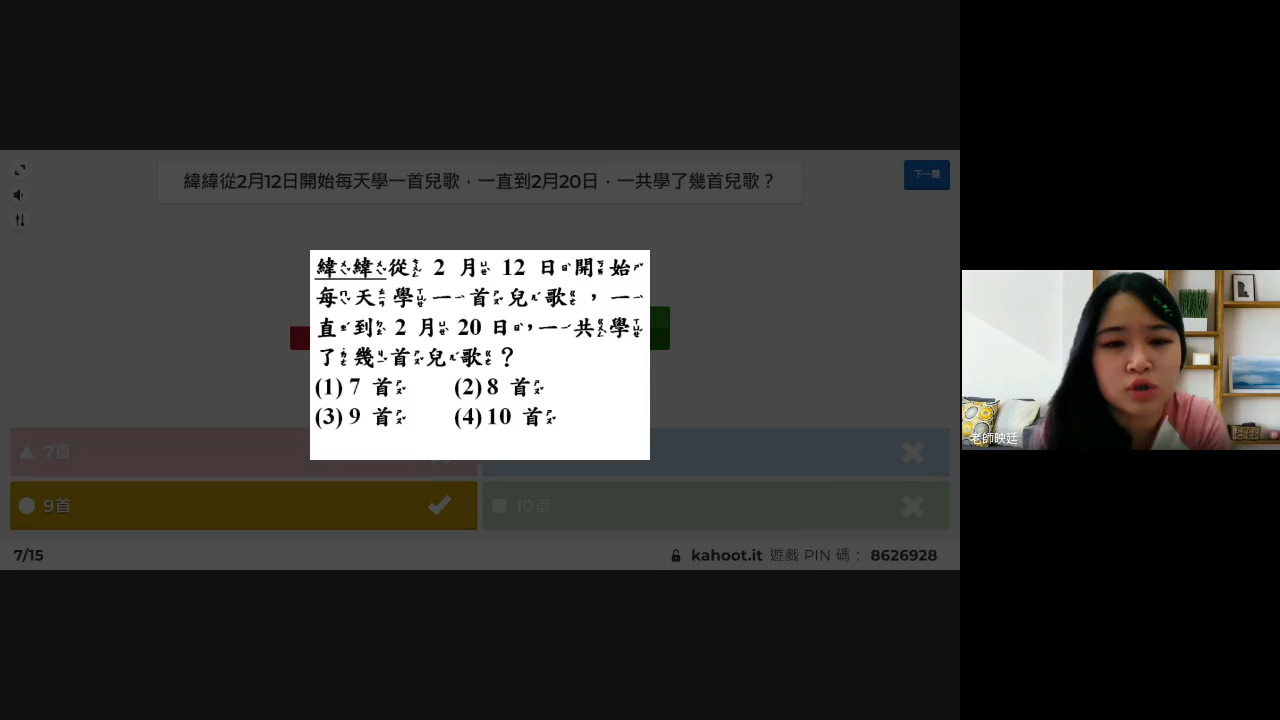 緯緯從2月12日開始每天學一首兒歌，一直到2月20日，一共學了幾首兒歌？
下一題
緯緯從 2 月 12 日開始
每天學一首兒歌，一
直到 2 月 20 日，一共學
了幾首兒歌？
(1) 7 首 (2) 8 首
(3) 9 首 (4) 10 首
7首
9首
10首
7/15
kahoot.it 遊戲 PIN 碼： 8626928
老師映廷